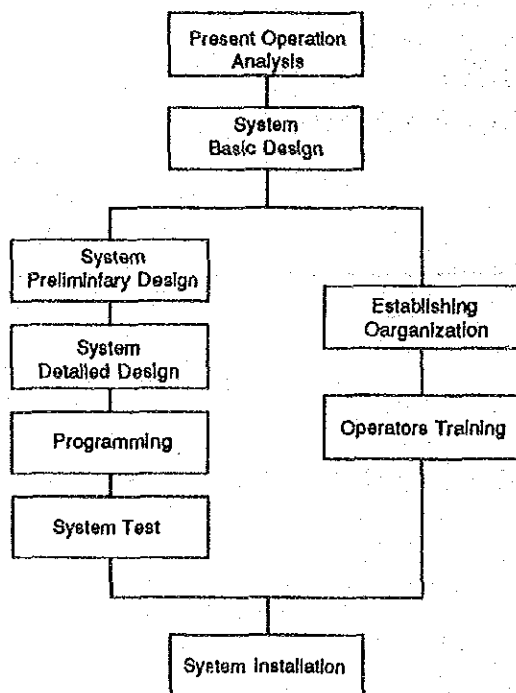 Present Operation
Analysis
System
Basic Design
System
Preliminfary Design
System
Detailed Design
Programming
System Test
Establishing
Oarganization
Operators Training
System Installation